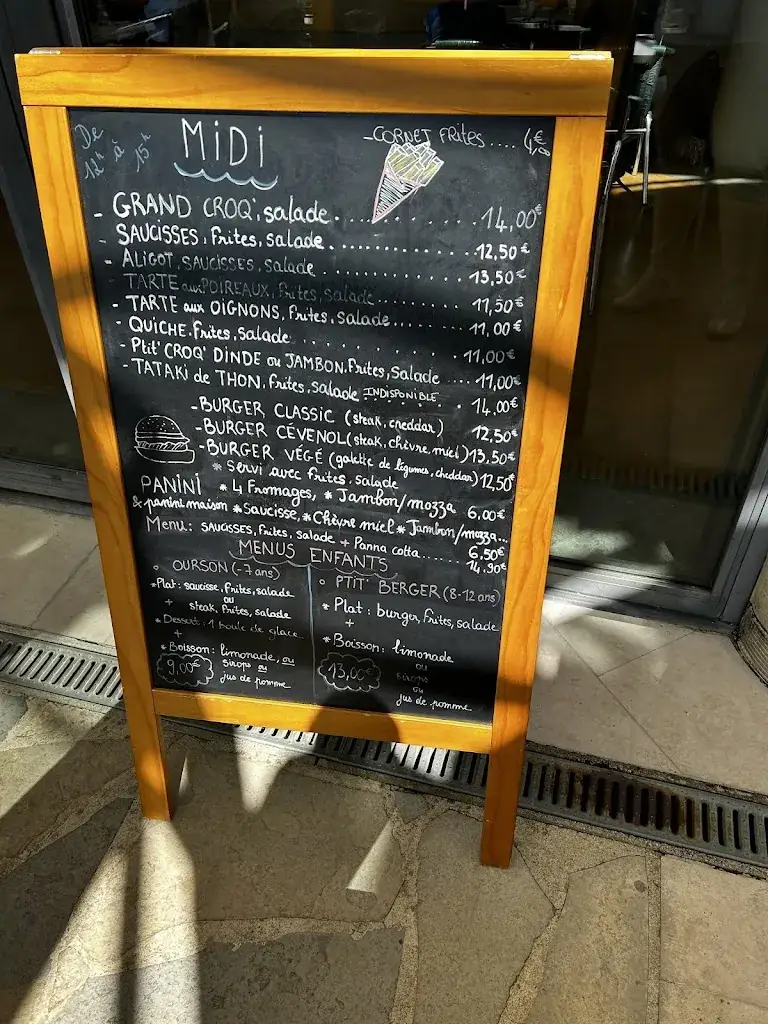 De 12h à 15h
MiDi
-CORNET FRites.... 4€00
- GRAND CROQ', salade........... 14,00€
- SAUCISSES, Frites, salade........... 12,50€
- ALIGOT, SAUCISSES, salade........... 13,50€
TARTE aux POIREAUX, Frites, Salade........... 11,50€
- TARTE aux OIGNONS, Frites, Salade...... 11,00€
- QUICHE, Frites, Salade........... 11,00€
- Ptit' CROQ' DINDE ou JAMBON, Frites, Salade.... 11,00€
- TATAKi de THON, Frites, salade INDISPONIBLE. 14,00€
- BURGER CLASSIC (steak, cheddar) 12,50€
- BURGER CÉVENOL (steak, chèvre, miel) 13,50€
- BURGER VÉGÉ (galette de légumes, cheddar) 12,50€
* Servi avec frites, salade
PANINI * 4 Fromages, * Jambon/mozza 6,00€
& panini maison * Saucisse, * Chèvre miel * Jambon/mozza... 6,50€
Menu: SAUCISSES, frites, salade + Panna cotta....... 14.90€
MENUS ENFANTS
° OURSON (-7 ans)
* Plat: saucisse, frites, salade
ou
steak, frites, salade
+
* Dessert: 1 boule de glace
+
* Boisson: limonade, ou
sirops ou
jus de pomme
9,00€
° PTIT' BERGER (8-12 ans)
* Plat: burger, frites, salade
+
* Boisson: limonade
ou
sirops
ou
jus de pomme
13,00€